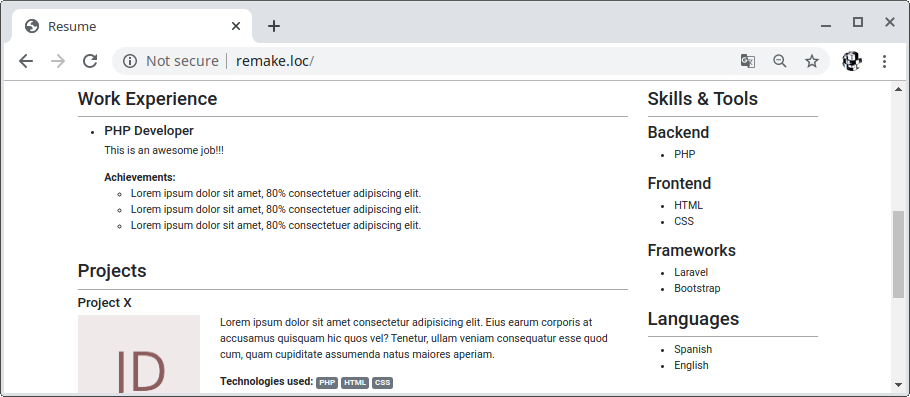 Resume
Not secure | remake.loc/
Work Experience
PHP Developer
This is an awesome job!!!
Achievements:
Lorem ipsum dolor sit amet, 80% consectetuer adipiscing elit.
Lorem ipsum dolor sit amet, 80% consectetuer adipiscing elit.
Lorem ipsum dolor sit amet, 80% consectetuer adipiscing elit.
Projects
Project X
JD
Lorem ipsum dolor sit amet consectetur adipisicing elit. Eius earum corporis at
accusamus quisquam hic quos vel? Tenetur, ullam veniam consequatur esse quod
cum, quam cupiditate assumenda natus maiores aperiam.
Technologies used: PHP HTML CSS
Skills & Tools
Backend
PHP
Frontend
HTML
CSS
Frameworks
Laravel
Bootstrap
Languages
Spanish
English